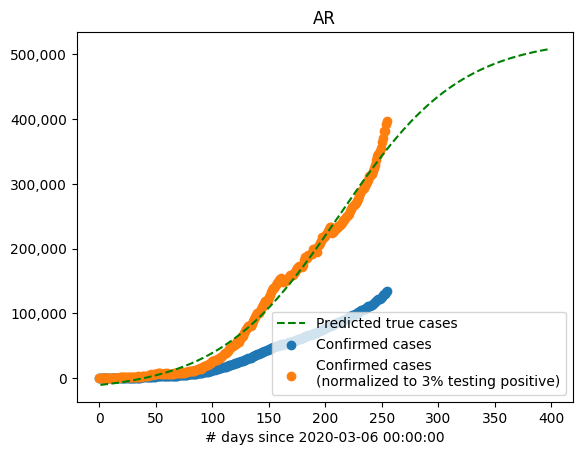 AR
500,000
400,000
300,000
200,000
100,000
0
Predicted true cases
Confirmed cases
Confirmed cases
(normalized to 3% testing positive)
0 50 100 150 200 250 300 350 400
# days since 2020-03-06 00:00:00